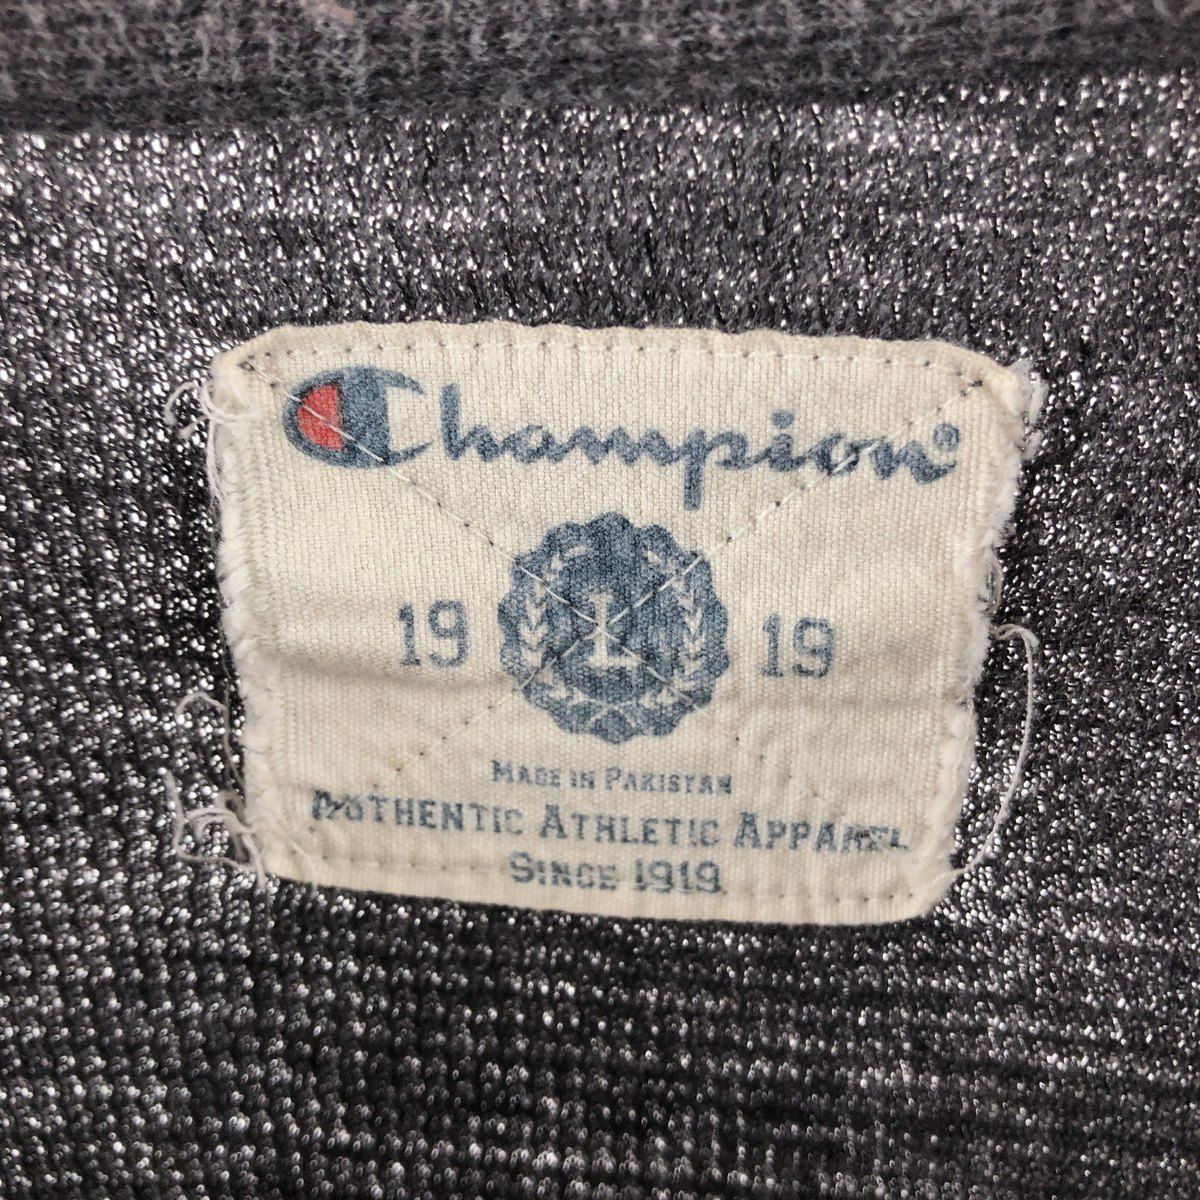 Champion®
19 L 19
MADE IN PAKISTAN
AUTHENTIC ATHLETIC APPAREL
SINCE 1919